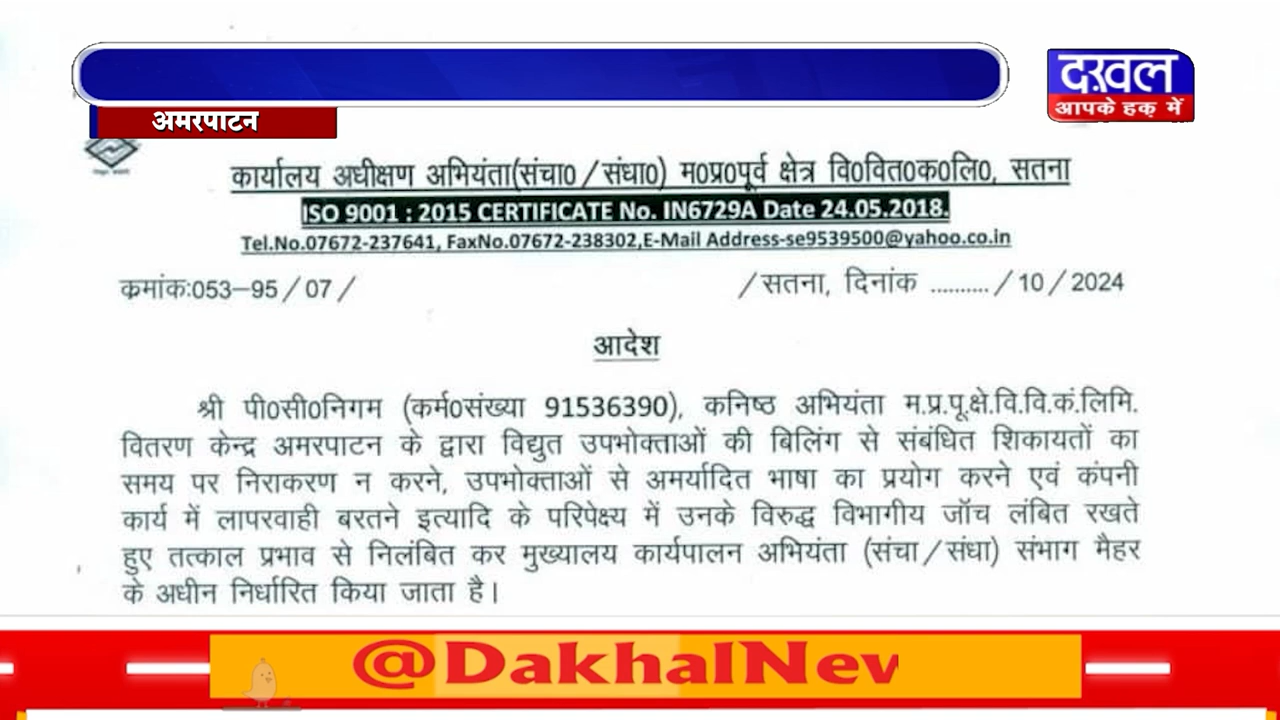 दख़ल
आपके हक़ में
अमरपाटन
कार्यालय अधीक्षण अभियंता(संचा0/संधा0) म0प्र0पूर्व क्षेत्र वि0वित0क0लि0, सतना
ISO 9001 : 2015 CERTIFICATE No. IN6729A Date 24.05.2018.
Tel.No.07672-237641, FaxNo.07672-238302,E-Mail Address-se9539500@yahoo.co.in
क्रमांक:053-95/07/ /सतना, दिनांक ........../10/2024
आदेश
श्री पी0सी0निगम (कर्म0संख्या 91536390), कनिष्ठ अभियंता म.प्र.पू.क्षे.वि.वि.कं.लिमि.
वितरण केन्द्र अमरपाटन के द्वारा विद्युत उपभोक्ताओं की बिलिंग से संबंधित शिकायतों का
समय पर निराकरण न करने, उपभोक्ताओं से अमर्यादित भाषा का प्रयोग करने एवं कंपनी
कार्य में लापरवाही बरतने इत्यादि के परिपेक्ष्य में उनके विरुद्ध विभागीय जॉच लंबित रखते
हुए तत्काल प्रभाव से निलंबित कर मुख्यालय कार्यपालन अभियंता (संचा/संधा) संभाग मैहर
के अधीन निर्धारित किया जाता है।
@DakhalNew